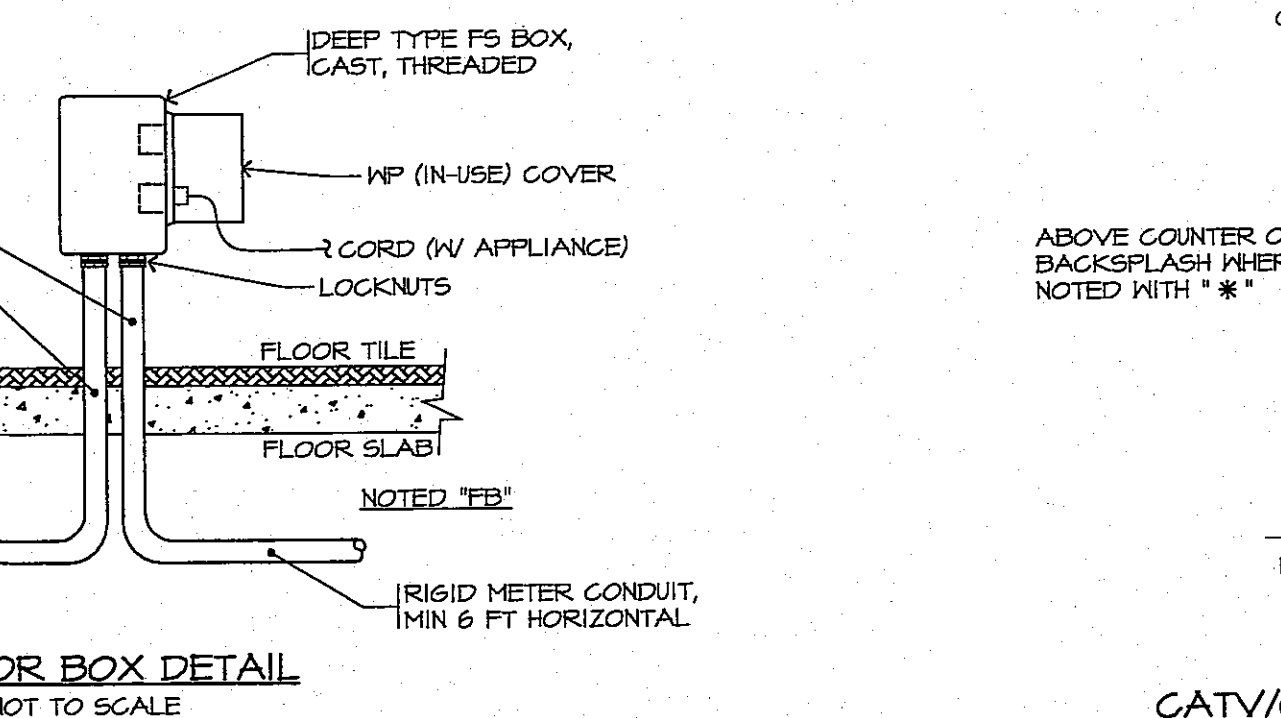 DEEP TYPE FS BOX,
CAST, THREADED
WP (IN-USE) COVER
CORD (W/ APPLIANCE)
LOCKNUTS
FLOOR TILE
FLOOR SLAB
NOTED "FB"
RIGID METER CONDUIT,
MIN 6 FT HORIZONTAL
OR BOX DETAIL
NOT TO SCALE
ABOVE COUNTER O
BACKSPLASH WHER
NOTED WITH "*"
CATV/